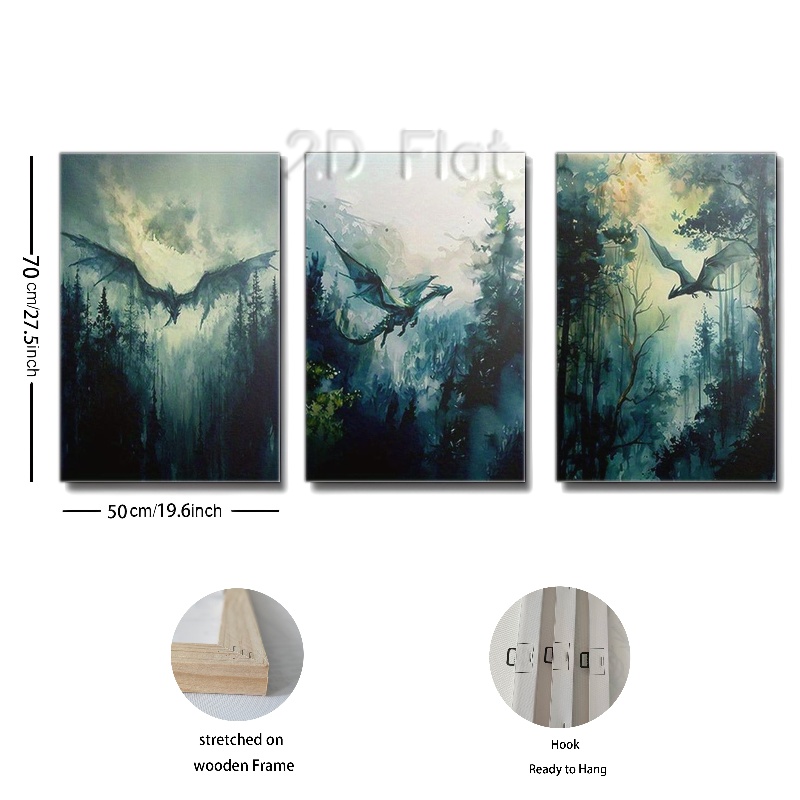 2D Flat
70 cm/27.5inch
50 cm/19.6inch
stretched on
wooden Frame
Hook
Ready to Hang